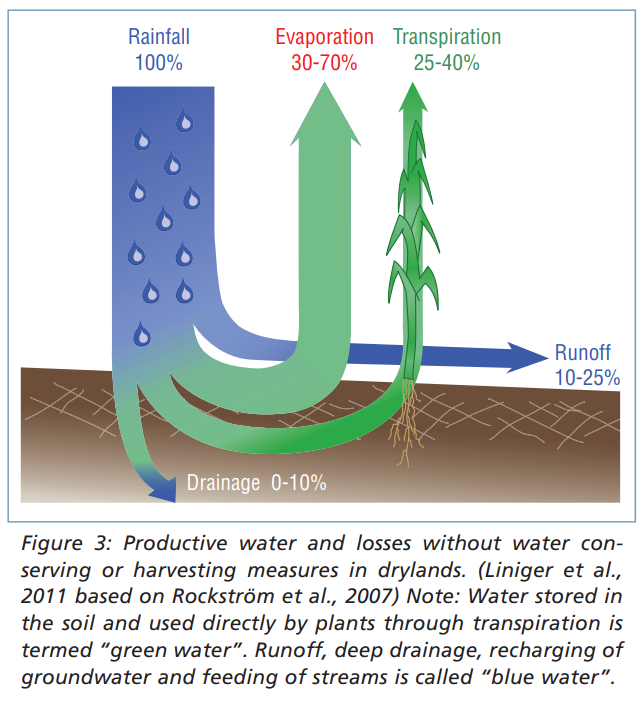 Rainfall
100%
Evaporation
30-70%
Transpiration
25-40%
Runoff
10-25%
Drainage 0-10%
Figure 3: Productive water and losses without water con-
serving or harvesting measures in drylands. (Liniger et al.,
2011 based on Rockström et al., 2007) Note: Water stored in
the soil and used directly by plants through transpiration is
termed “green water”. Runoff, deep drainage, recharging of
groundwater and feeding of streams is called “blue water”.